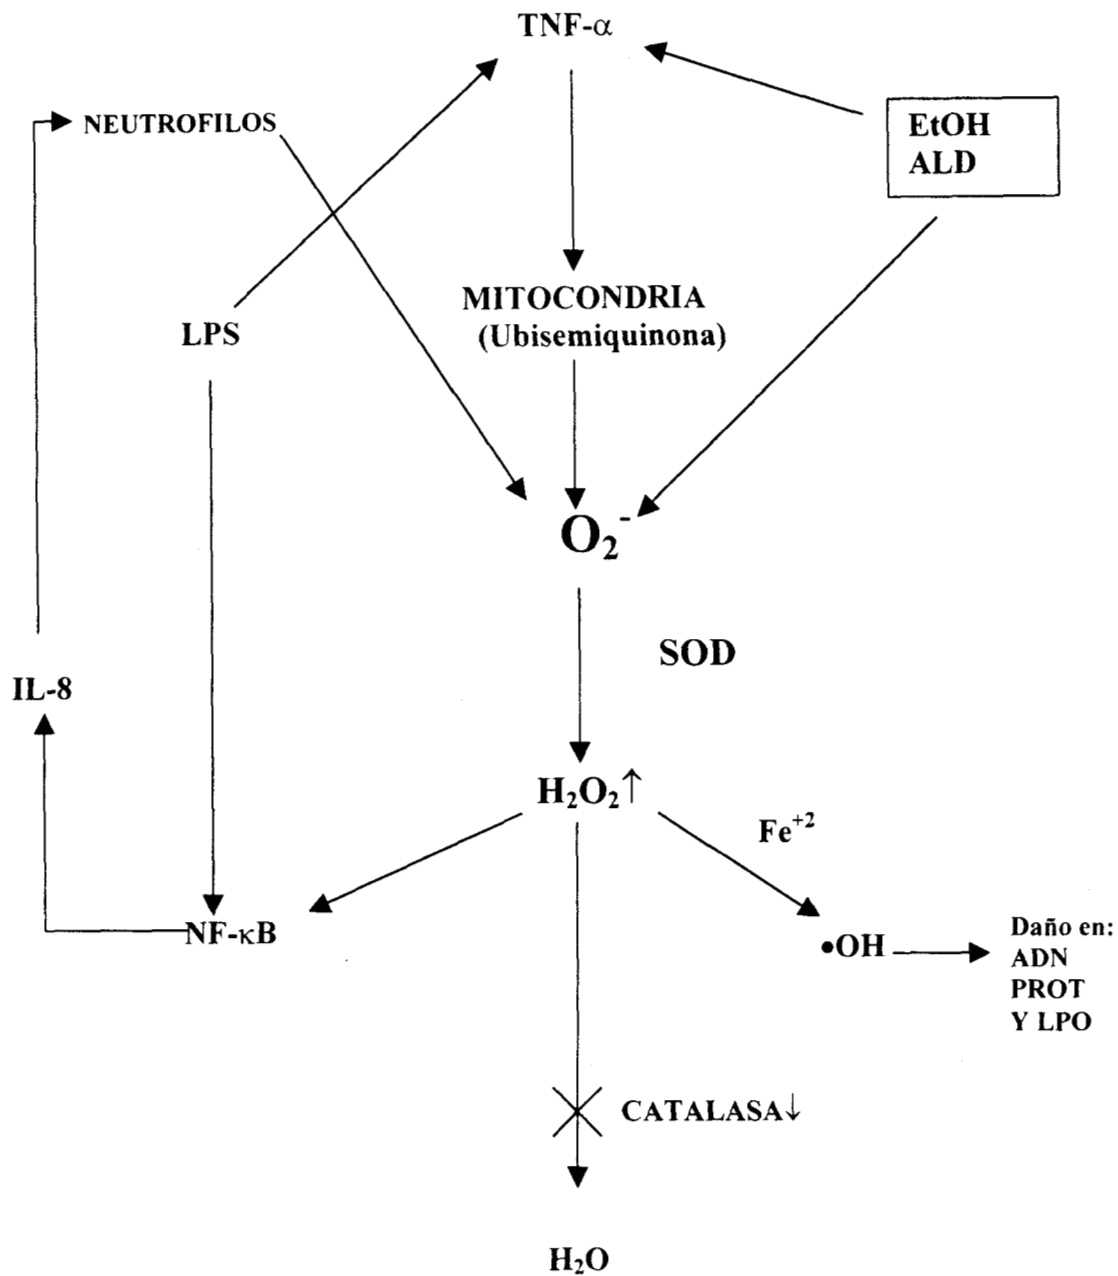 TNF-α
NEUTROFILOS
EtOH
ALD
MITOCONDRIA
(Ubisemiquinona)
LPS
O₂⁻
SOD
IL-8
H₂O₂↑
Fe⁺²
NF-κB
•OH
Daño en:
ADN
PROT
Y LPO
CATALASA↓
H₂O